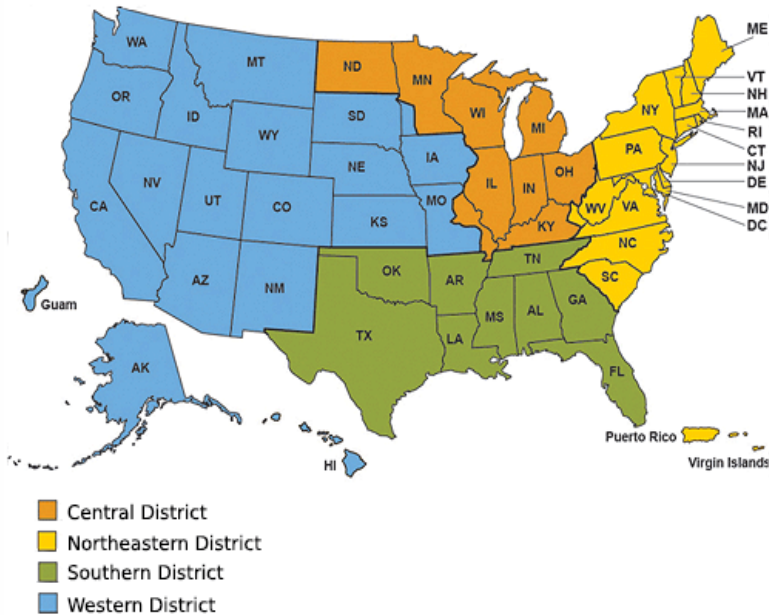 ME
WA
MT
ND
MN
VT
OR
ID
SD
WI
MI
NY
NH
MA
WY
RI
CT
PA
NJ
IA
NE
DE
NV
UT
CO
IL
IN
OH
WV
VA
MD
CA
MO
KS
KY
DC
NC
TN
AZ
NM
OK
AR
SC
Guam
MS
AL
GA
TX
LA
AK
FL
Puerto Rico
HI
Virgin Islands
Central District
Northeastern District
Southern District
Western District